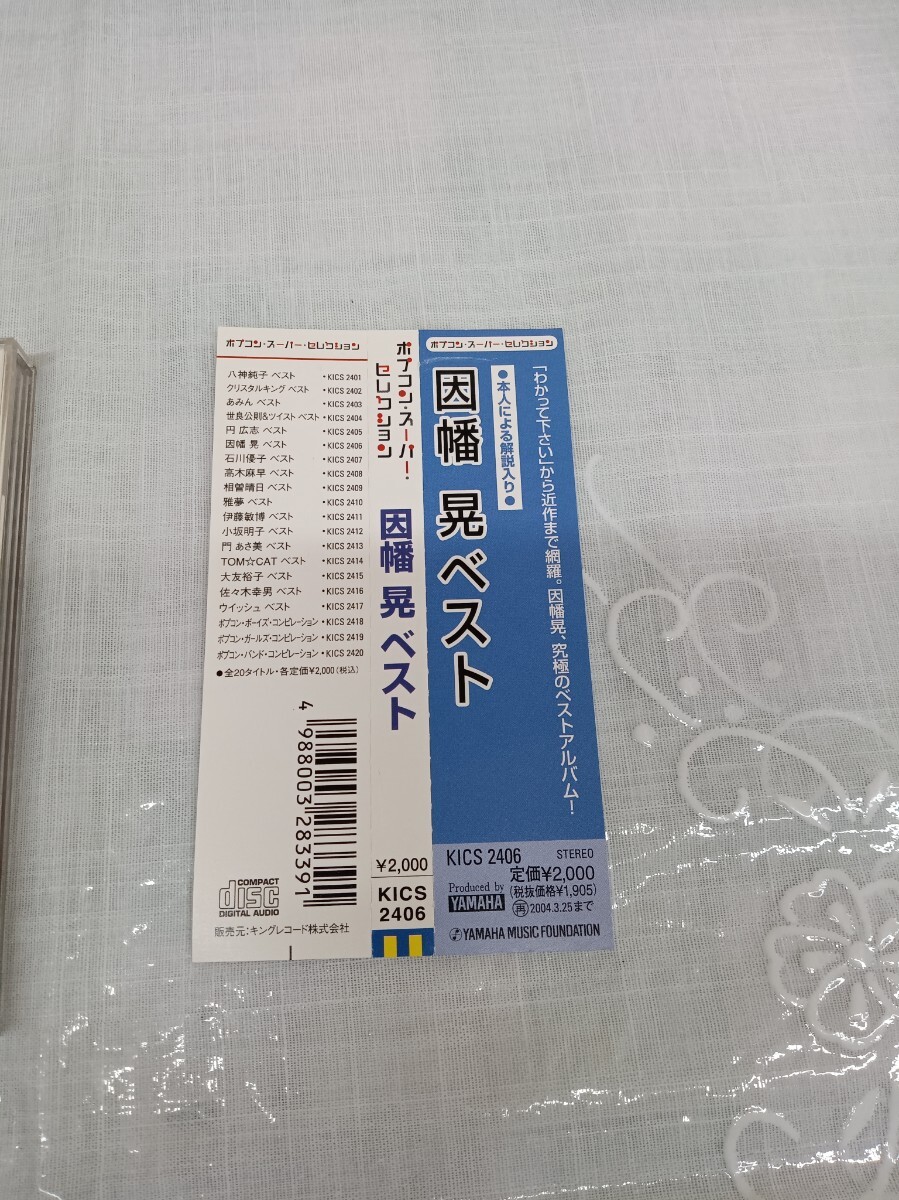 ポプコン・スーパー・セレクション
八神純子 ベスト ・KICS 2401
クリスタルキング ベスト ・KICS 2402
あみん ベスト ・KICS 2403
世良公則&ツイスト ベスト ・KICS 2404
円 広志 ベスト ・KICS 2405
因幡 晃 ベスト ・KICS 2406
石川優子 ベスト ・KICS 2407
高木麻早 ベスト ・KICS 2408
相曽晴日 ベスト ・KICS 2409
雅夢 ベスト ・KICS 2410
伊藤敏博 ベスト ・KICS 2411
小坂明子 ベスト ・KICS 2412
門 あさ美 ベスト ・KICS 2413
TOM☆CAT ベスト ・KICS 2414
大友裕子 ベスト ・KICS 2415
佐々木幸男 ベスト ・KICS 2416
ウイッシュ ベスト ・KICS 2417
ポプコン・ボーイズ・コンピレーション ・KICS 2418
ポプコン・ガールズ・コンピレーション ・KICS 2419
ポプコン・バンド・コンピレーション ・KICS 2420
●全20タイトル・各定価¥2,000(税込)
4 988003 283391
COMPACT
disc
DIGITAL AUDIO
販売元:キングレコード株式会社
ポプコン・スーパー・
セレクション
因幡 晃 ベスト
¥2,000
KICS
2406
ポプコン・スーパー・セレクション
「わかって下さい」から近作まで網羅。因幡晃、究極のベストアルバム!
●本人による解説入り●
因幡 晃 ベスト
KICS 2406 STEREO
定価¥2,000
(税抜価格¥1,905)
Produced by
YAMAHA
再 2004.3.25まで
YAMAHA MUSIC FOUNDATION